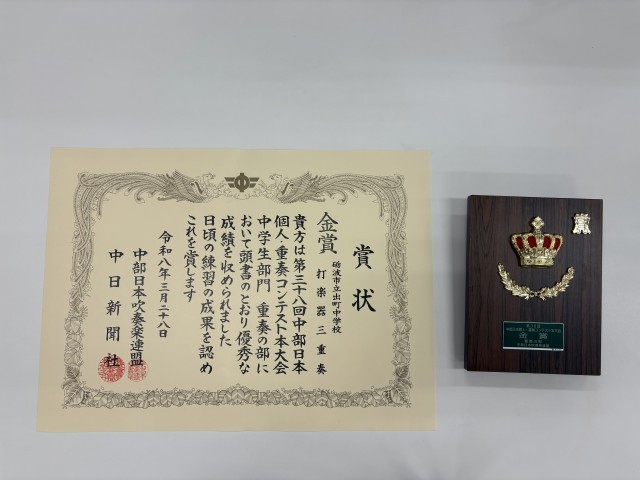 賞状
砺波市立出町中学校
金賞 打楽器三重奏
貴方は第三十八回中部日本
個人・重奏コンテスト本大会
中学生部門 重奏の部に
おいて頭書のとおり優秀な
成績を収められました
日頃の練習の成果を認め
これを賞します
令和八年三月二十八日
中部日本吹奏楽連盟
中日新聞社
金賞